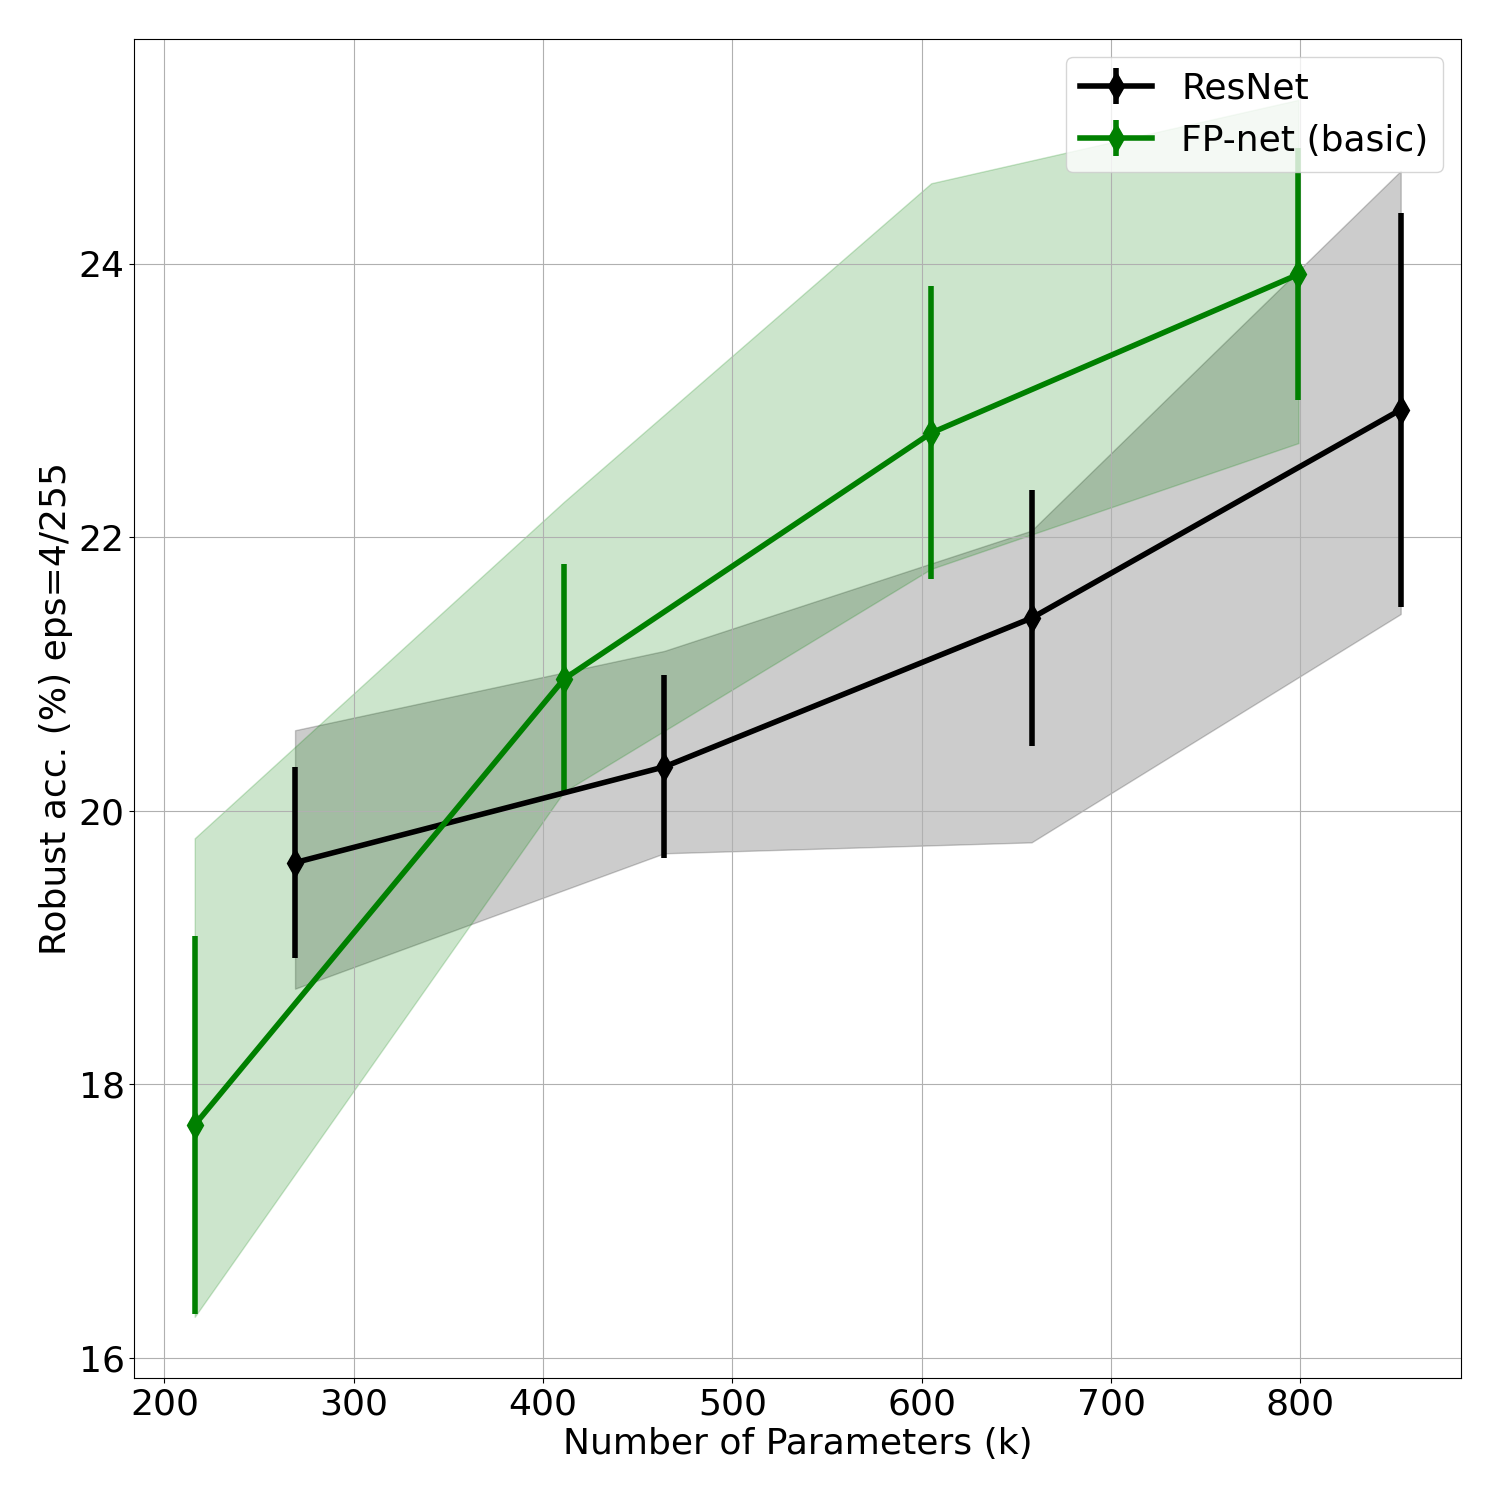 ResNet
FP-net (basic)
Robust acc. (%) eps=4/255
24
22
20
18
16
200 300 400 500 600 700 800
Number of Parameters (k)